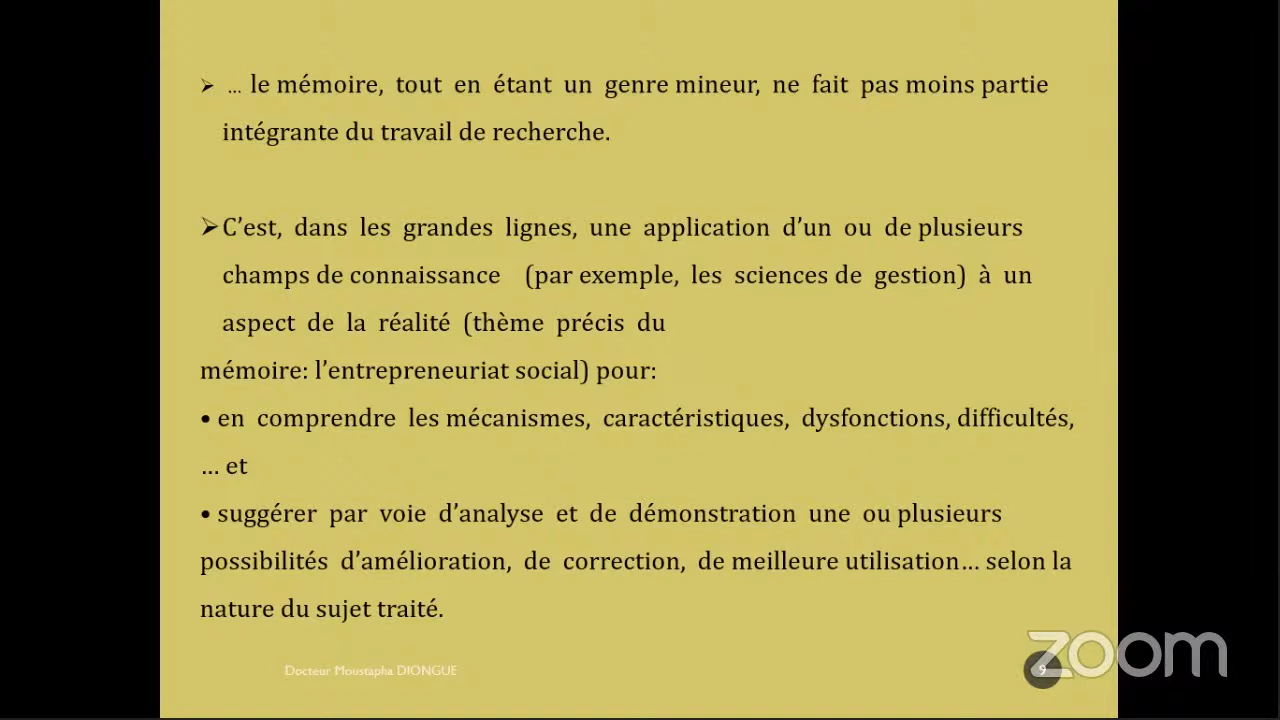 ➢ … le mémoire, tout en étant un genre mineur, ne fait pas moins partie
intégrante du travail de recherche.
➢C’est, dans les grandes lignes, une application d’un ou de plusieurs
champs de connaissance (par exemple, les sciences de gestion) à un
aspect de la réalité (thème précis du
mémoire: l’entrepreneuriat social) pour:
• en comprendre les mécanismes, caractéristiques, dysfonctions, difficultés,
… et
• suggérer par voie d’analyse et de démonstration une ou plusieurs
possibilités d’amélioration, de correction, de meilleure utilisation… selon la
nature du sujet traité.
Docteur Moustapha DIONGUE
9
zoom